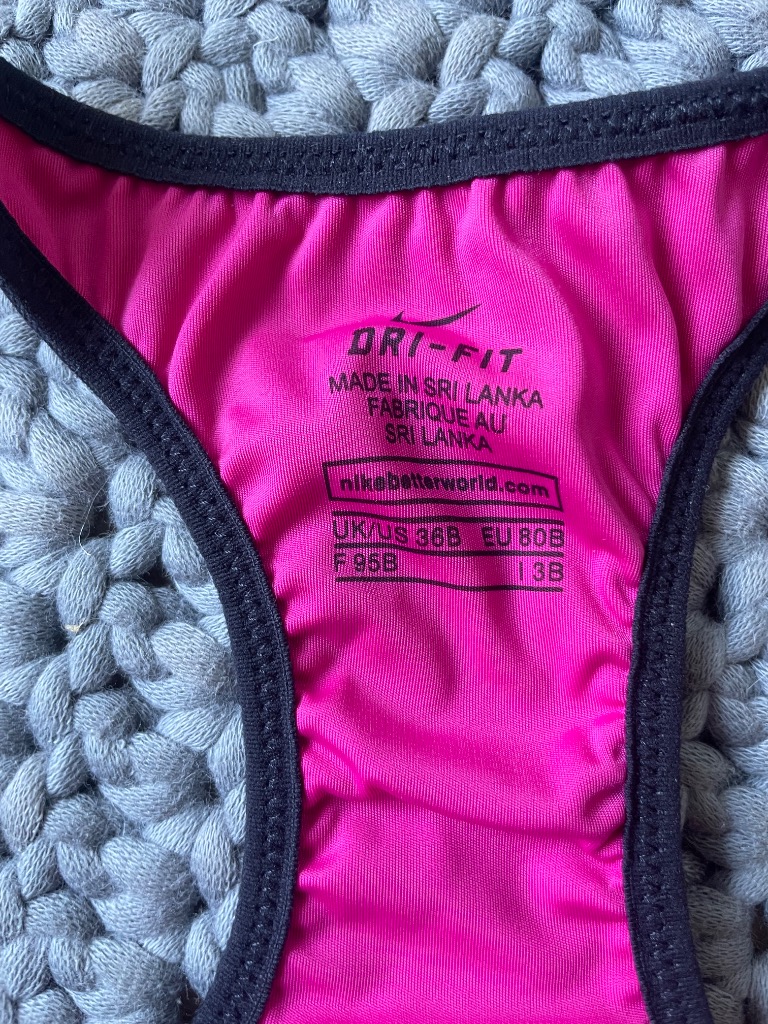 DRI-FIT
MADE IN SRI LANKA
FABRIQUE AU
SRI LANKA
nikebetterworld.com
UK/US 36B EU 80B
F 95B I 3B